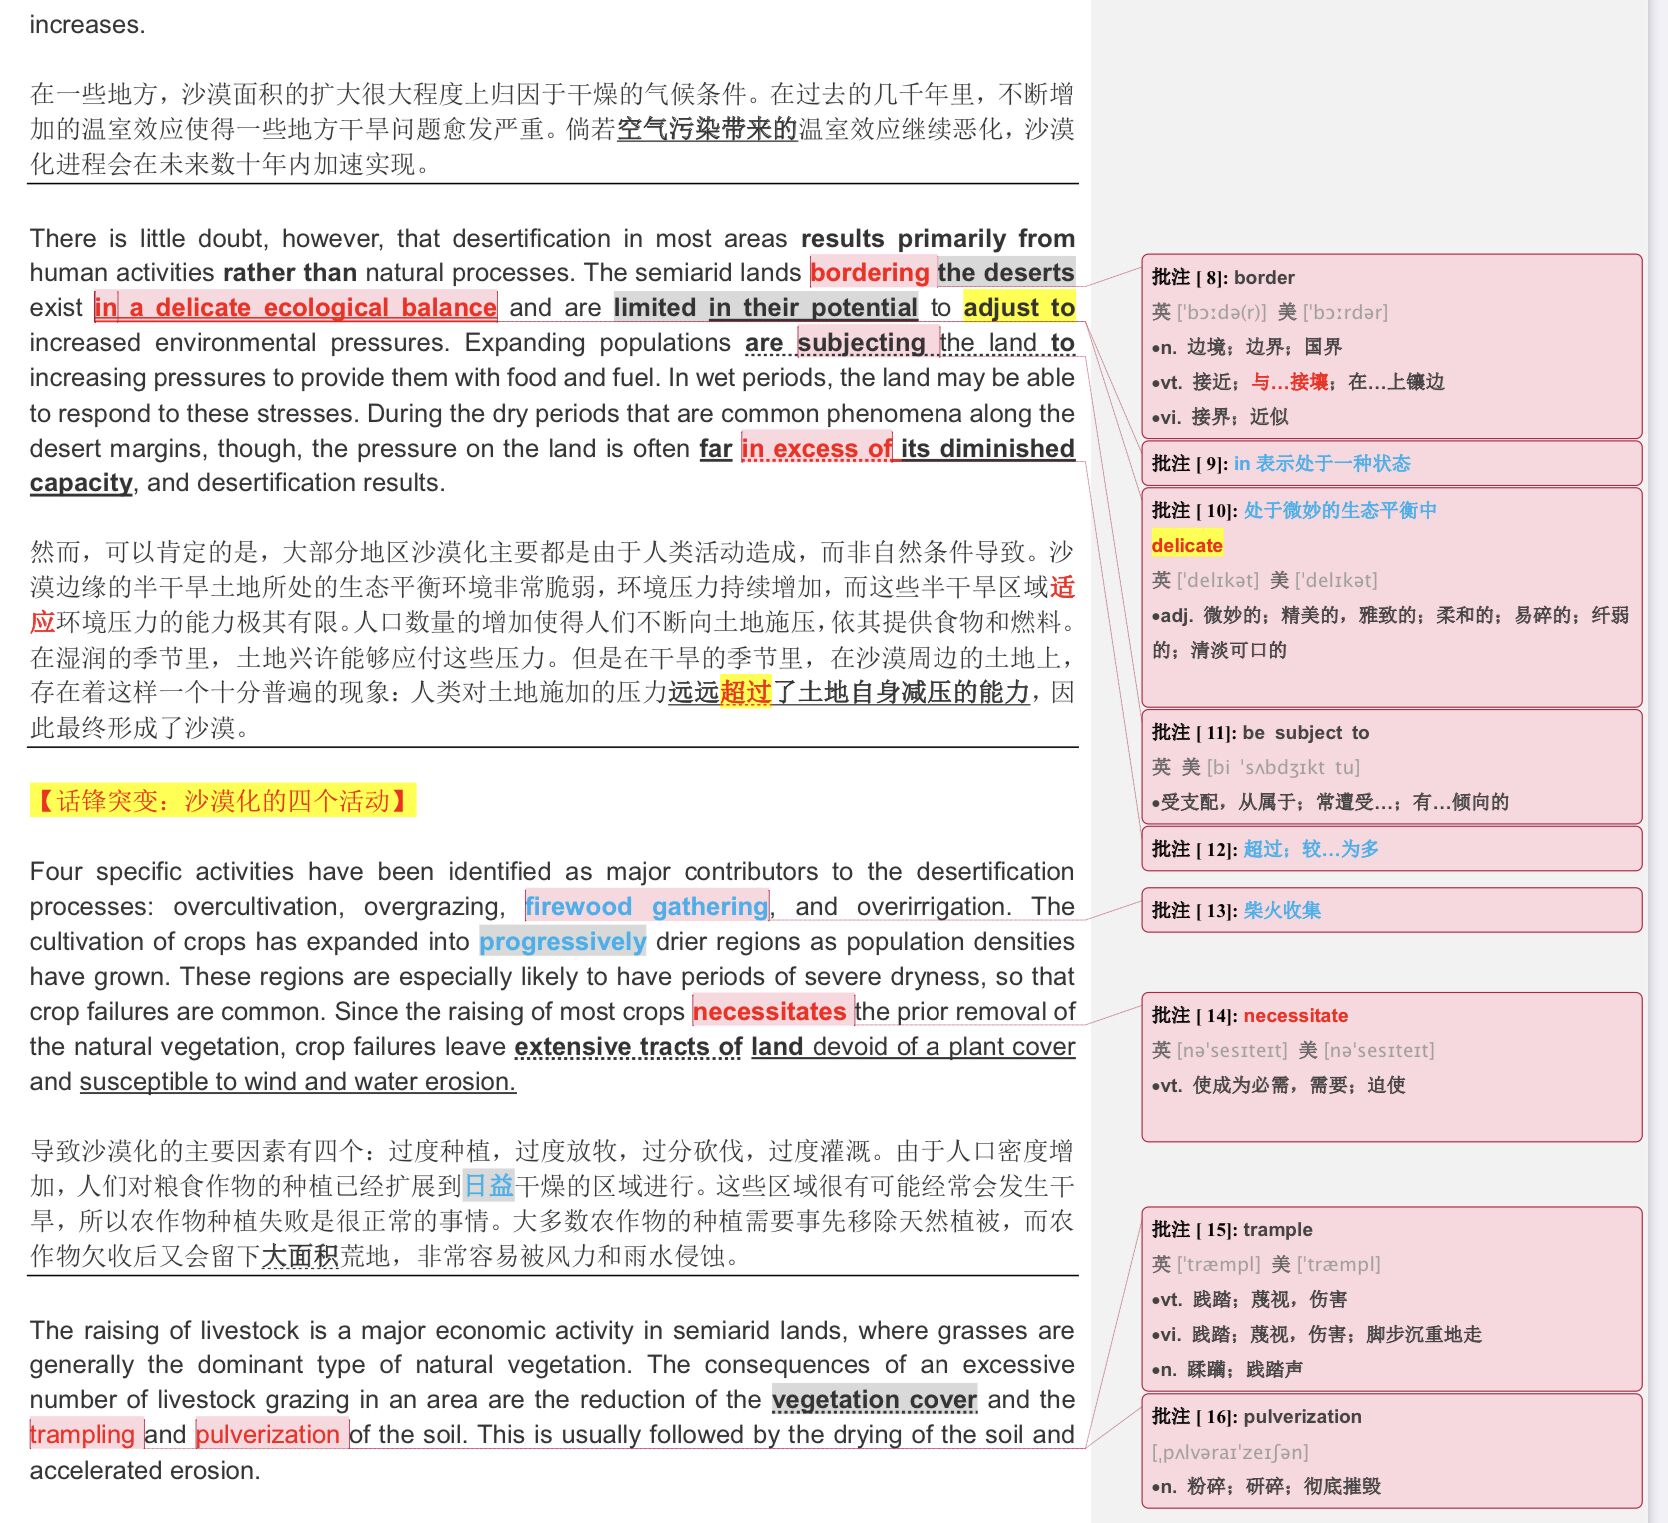 increases.
在一些地方，沙漠面积的扩大很大程度上归因于干燥的气候条件。在过去的几千年里，不断增
加的温室效应使得一些地方干旱问题愈发严重。倘若空气污染带来的温室效应继续恶化，沙漠
化进程会在未来数十年内加速实现。
There is little doubt, however, that desertification in most areas results primarily from
human activities rather than natural processes. The semiarid lands bordering the deserts
exist in a delicate ecological balance and are limited in their potential to adjust to
increased environmental pressures. Expanding populations are subjecting the land to
increasing pressures to provide them with food and fuel. In wet periods, the land may be able
to respond to these stresses. During the dry periods that are common phenomena along the
desert margins, though, the pressure on the land is often far in excess of its diminished
capacity, and desertification results.
然而，可以肯定的是，大部分地区沙漠化主要都是由于人类活动造成，而非自然条件导致。沙
漠边缘的半干旱土地所处的生态平衡环境非常脆弱，环境压力持续增加，而这些半干旱区域适
应环境压力的能力极其有限。人口数量的增加使得人们不断向土地施压，依其提供食物和燃料。
在湿润的季节里，土地兴许能够应付这些压力。但是在干旱的季节里，在沙漠周边的土地上，
存在着这样一个十分普遍的现象：人类对土地施加的压力远远超过了土地自身减压的能力，因
此最终形成了沙漠。
【话锋突变：沙漠化的四个活动】
Four specific activities have been identified as major contributors to the desertification
processes: overcultivation, overgrazing, firewood gathering, and overirrigation. The
cultivation of crops has expanded into progressively drier regions as population densities
have grown. These regions are especially likely to have periods of severe dryness, so that
crop failures are common. Since the raising of most crops necessitates the prior removal of
the natural vegetation, crop failures leave extensive tracts of land devoid of a plant cover
and susceptible to wind and water erosion.
导致沙漠化的主要因素有四个：过度种植，过度放牧，过分砍伐，过度灌溉。由于人口密度增
加，人们对粮食作物的种植已经扩展到日益干燥的区域进行。这些区域很有可能经常会发生干
旱，所以农作物种植失败是很正常的事情。大多数农作物的种植需要事先移除天然植被，而农
作物欠收后又会留下大面积荒地，非常容易被风力和雨水侵蚀。
The raising of livestock is a major economic activity in semiarid lands, where grasses are
generally the dominant type of natural vegetation. The consequences of an excessive
number of livestock grazing in an area are the reduction of the vegetation cover and the
trampling and pulverization of the soil. This is usually followed by the drying of the soil and
accelerated erosion.
批注 [ 8]: border
英 ['bɔːdə(r)] 美 ['bɔːrdər]
•n. 边境；边界；国界
•vt. 接近；与…接壤；在…上镶边
•vi. 接界；近似
批注 [ 9]: in 表示处于一种状态
批注 [ 10]: 处于微妙的生态平衡中
delicate
英 ['delɪkət] 美 ['delɪkət]
•adj. 微妙的；精美的，雅致的；柔和的；易碎的；纤弱
的；清淡可口的
批注 [ 11]: be subject to
英 美 [bi 'sʌbdʒɪkt tu]
•受支配，从属于；常遭受…；有…倾向的
批注 [ 12]: 超过；较…为多
批注 [ 13]: 柴火收集
批注 [ 14]: necessitate
英 [nə'sesɪteɪt] 美 [nə'sesɪteɪt]
•vt. 使成为必需，需要；迫使
批注 [ 15]: trample
英 ['træmpl] 美 ['træmpl]
•vt. 践踏；蔑视，伤害
•vi. 践踏；蔑视，伤害；脚步沉重地走
•n. 蹂躏；践踏声
批注 [ 16]: pulverization
[ˌpʌlvəraɪ'zeɪʃən]
•n. 粉碎；研碎；彻底摧毁